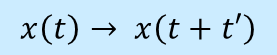 x(t) → x(t + t′)